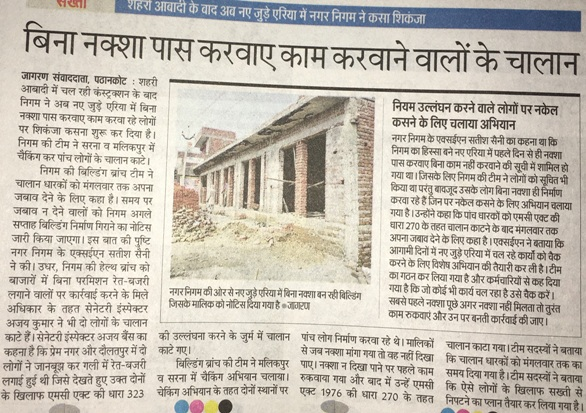 सख्ती
शहरी आबादी के बाद अब नए जुड़े एरिया में नगर निगम ने कसा शिकंजा
बिना नक्शा पास करवाए काम करवाने वालों के चालान
जागरण संवाददाता, पठानकोट : शहरी
आबादी में चल रही कंस्ट्रक्शन के बाद
निगम ने अब नए जुड़े एरिया में बिना
नक्शा पास करवाए काम करवा रहे लोगों
पर शिकंजा कसना शुरू कर दिया है।
निगम की टीम ने सरना व मलिकपुर में
चैकिंग कर पांच लोगों के चालान काटे।
निगम की बिल्डिंग ब्रांच टीम ने
चालान धारकों को मंगलवार तक अपना
जवाब देने के लिए कहा है। समय पर
जवाब न देने वालों को निगम अगले
सप्ताह बिल्डिंग निर्माण गिराने का नोटिस
जारी किया जाएगा। इस बात की पुष्टि
नगर निगम के एक्सईएन सतीश सैनी
ने की। उधर, निगम की हेल्थ ब्रांच को
बाजारों में बिना परमिशन रेत-बजरी
लगाने वालों पर कार्रवाई करने के मिले
अधिकार के तहत सेनेटरी इंस्पेक्टर
अजय कुमार ने भी दो लोगों के चालान
काटे हैं। सेनेटरी इंस्पेक्टर अजय बैंस का
कहना है कि प्रेम नगर और दौलतपुर में दो
लोगों ने जानबूझ कर गली में रेत-बजरी
लगाई हुई थी जिसे देखते हुए उक्त दोनों
के खिलाफ एमसी एक्ट की धारा 323
नगर निगम की ओर से नए जुड़े एरिया में बिना नक्शा बन रही बिल्डिंग
जिसके मालिक को नोटिस दिया गया है ● जागरण
की उल्लंघना करने के जुर्म में चालान
काटे गए।
बिल्डिंग ब्रांच की टीम ने मलिकपुर
व सरना में चैकिंग अभियान चलाया।
चेकिंग अभियान के तहत दोनों स्थानों पर
पांच लोग निर्माण करवा रहे थे। मालिकों
से जब नक्शा मांगा गया तो वह नहीं दिखा
पाए। नक्शा न दिखा पाने पर पहले काम
रुकवाया गया और बाद में उन्हें एमसी
एक्ट 1976 की धारा 270 के तहत
नियम उल्लंघन करने वाले लोगों पर नकेल
कसने के लिए चलाया अभियान
नगर निगम के एक्सईएन सतीश सैनी का कहना था कि
निगम का हिस्सा बने नए एरिया में पहले दिन से ही नक्शा
पास करवाए बिना काम नहीं करवाने की सूची में शामिल हो
गया था। जिसके लिए निगम की टीम ने लोगों को सूचित भी
किया था परंतु बावजूद उसके लोग बिना नक्शा ही निर्माण
करवा रहे हैं जिन पर नकेल कसने के लिए अभियान चलाया
गया है। उन्होंने कहा कि पांच धारकों को एमसी एक्ट की
धारा 270 के तहत चालान काटने के बाद मंगलवार तक
अपना जवाब देने के लिए कहा है। एक्सईएन ने बताया कि
आगामी दिनों में नए जुड़े एरिया में चल रहे कार्यों को चैक
करने के लिए विशेष अभियान की तैयारी कर ली है। टीम
का गठन कर लिया गया है और कर्मचारियों से कह दिया
गया है कि जो कोई भी कार्य चल रहा है उसे चैक करें।
सबसे पहले नक्शा पूछे अगर नक्शा नहीं मिलता तो तुरंत
काम रुकवाएं और उन पर बनती कार्रवाई की जाए।
चालान काटा गया। टीम सदस्यों ने बताया
कि चालान धारकों को मंगलवार तक का
समय दिया गया है। टीम सदस्यों ने बताया
कि ऐसे लोगों के खिलाफ सख्ती से
निपटने का प्लान तैयार कर लिया गया है।